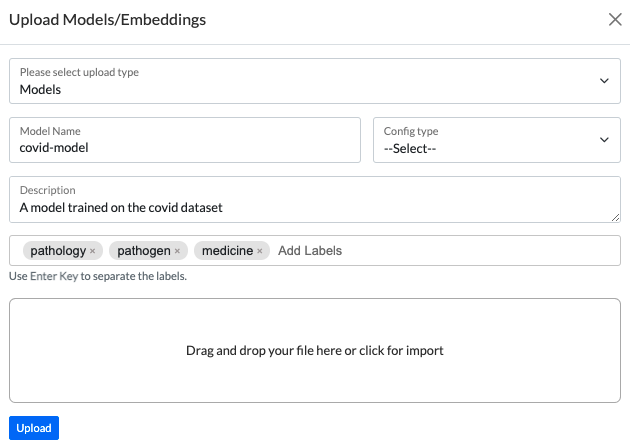 Upload Models/Embeddings
Please select upload type
Models
Model Name
covid-model
Config type
--Select--
Description
A model trained on the covid dataset
pathology × pathogen × medicine × Add Labels
Use Enter Key to separate the labels.
Drag and drop your file here or click for import
Upload